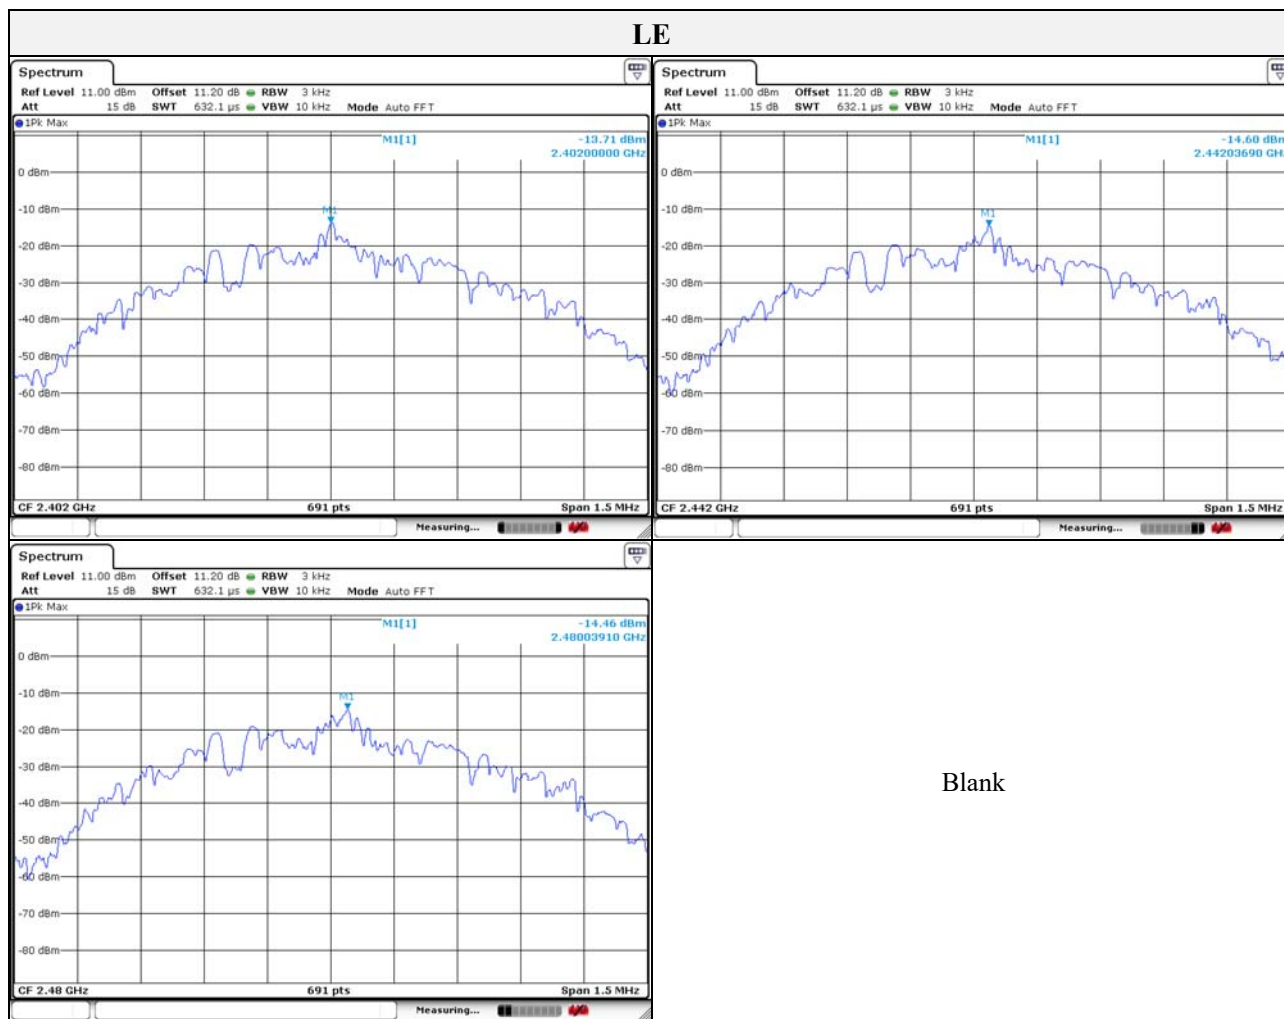 LE
Spectrum
Ref Level 11.00 dBm Offset 11.20 dB RBW 3 kHz
Att 15 dB SWT 632.1 µs VBW 10 kHz Mode Auto FFT
1Pk Max
M1[1] -13.71 dBm
2.40200000 GHz
M1
0 dBm
-10 dBm
-20 dBm
-30 dBm
-40 dBm
-50 dBm
-60 dBm
-70 dBm
-80 dBm
CF 2.402 GHz 691 pts Span 1.5 MHz
Measuring...
Spectrum
Ref Level 11.00 dBm Offset 11.20 dB RBW 3 kHz
Att 15 dB SWT 632.1 µs VBW 10 kHz Mode Auto FFT
1Pk Max
M1[1] -14.60 dBm
2.44203690 GHz
M1
0 dBm
-10 dBm
-20 dBm
-30 dBm
-40 dBm
-50 dBm
-60 dBm
-70 dBm
-80 dBm
CF 2.442 GHz 691 pts Span 1.5 MHz
Measuring...
Spectrum
Ref Level 11.00 dBm Offset 11.20 dB RBW 3 kHz
Att 15 dB SWT 632.1 µs VBW 10 kHz Mode Auto FFT
1Pk Max
M1[1] -14.46 dBm
2.48003910 GHz
M1
0 dBm
-10 dBm
-20 dBm
-30 dBm
-40 dBm
-50 dBm
-60 dBm
-70 dBm
-80 dBm
CF 2.48 GHz 691 pts Span 1.5 MHz
Measuring...
Blank